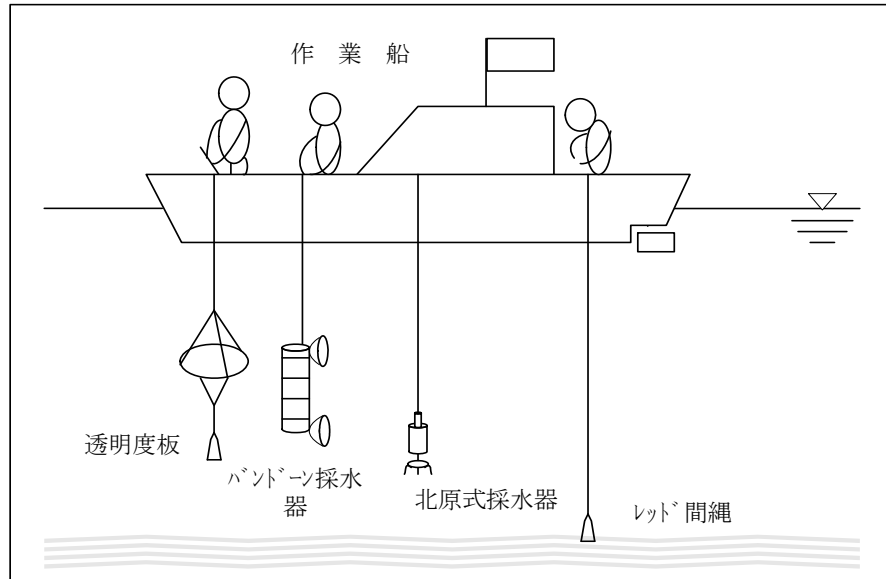 作 業 船
透明度板
ﾊﾞﾝﾄﾞｰﾝ採水
器
北原式採水器
ﾚｯﾄﾞ間縄